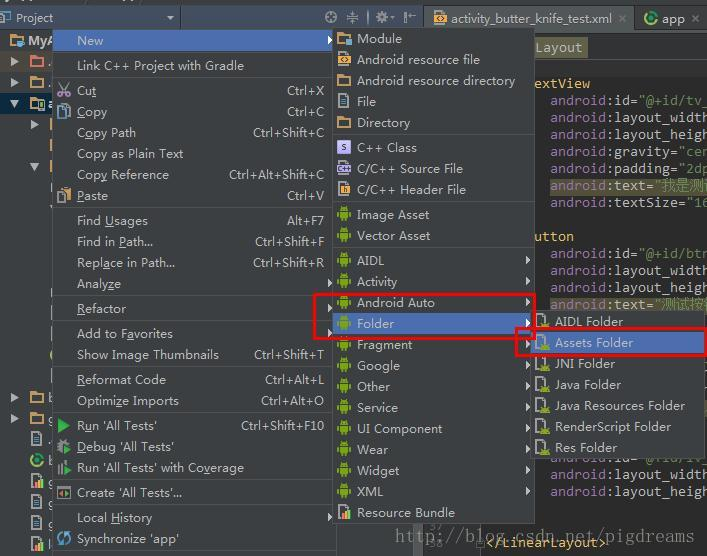 Project
activity_butter_knife_test.xml
app
MyA
New
Link C++ Project with Gradle
Cut Ctrl+X
Copy Ctrl+C
Copy Path Ctrl+Shift+C
Copy as Plain Text
Copy Reference Ctrl+Alt+Shift+C
Paste Ctrl+V
Find Usages Alt+F7
Find in Path... Ctrl+Shift+F
Replace in Path... Ctrl+Shift+R
Analyze
Refactor
Add to Favorites
Show Image Thumbnails Ctrl+Shift+T
Reformat Code Ctrl+Alt+L
Optimize Imports Ctrl+Alt+O
Run 'All Tests' Ctrl+Shift+F10
Debug 'All Tests'
Run 'All Tests' with Coverage
Create 'All Tests'...
Local History
Synchronize 'app'
Module
Android resource file
Android resource directory
File
Directory
C++ Class
C/C++ Source File
C/C++ Header File
Image Asset
Vector Asset
AIDL
Activity
Android Auto
Folder
Fragment
Google
Other
Service
UI Component
Wear
Widget
XML
Resource Bundle
AIDL Folder
Assets Folder
JNI Folder
Java Folder
Java Resources Folder
RenderScript Folder
Res Folder
Layout
extView
android:id="@+id/tv_
android:layout_width
android:layout_heigh
android:gravity="cen
android:padding="2dp
android:text="我是测试
android:textSize="16
utton
android:id="@+id/btn
android:layout_width
android:layout_heigh
android:text="测试按
android:layout_width
android:layout_heigh
</LinearLayout>
http://blog.csdn.net/pigdreams